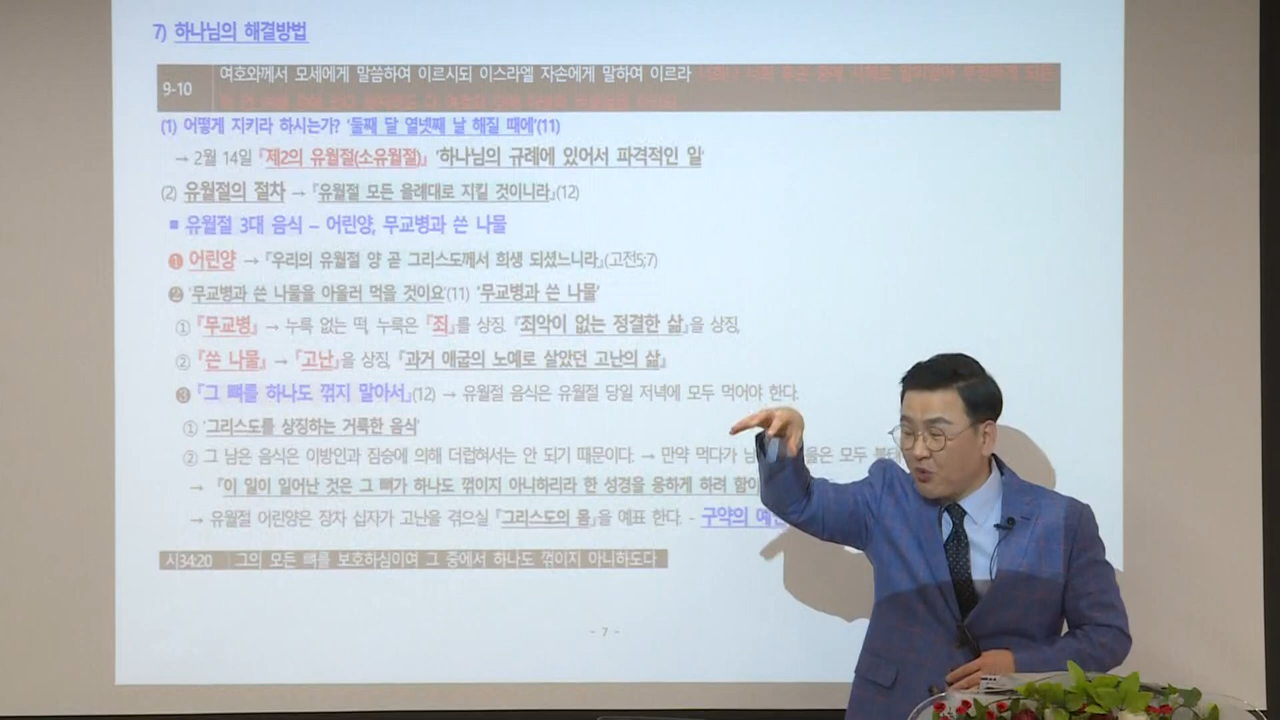 7) 하나님의 해결방법
9-10 여호와께서 모세에게 말씀하여 이르시되 이스라엘 자손에게 말하여 이르라
(1) 어떻게 지키라 하시는가? '둘째 달 열넷째 날 해질 때에'(11)
→ 2월 14일 『제2의 유월절(소유월절)』 '하나님의 규례에 있어서 파격적인 일'
(2) 유월절의 절차 → 『유월절 모든 율례대로 지킬 것이니라』(12)
■ 유월절 3대 음식 – 어린양, 무교병과 쓴 나물
❶ 어린양 → 『우리의 유월절 양 곧 그리스도께서 희생 되셨느니라』(고전5;7)
❷ '무교병과 쓴 나물을 아울러 먹을 것이요'(11) '무교병과 쓴 나물'
① 『무교병』 → 누룩 없는 떡, 누룩은 『죄』를 상징, 『죄악이 없는 정결한 삶』을 상징,
② 『쓴 나물』 → 『고난』을 상징, 『과거 애굽의 노예로 살았던 고난의 삶』
❸ 『그 뼈를 하나도 꺾지 말아서』(12) → 유월절 음식은 유월절 당일 저녁에 모두 먹어야 한다.
① '그리스도를 상징하는 거룩한 음식'
② 그 남은 음식은 이방인과 짐승에 의해 더럽혀서는 안 되기 때문이다. → 만약 먹다가 모두
→ 『이 일이 일어난 것은 그 뼈가 하나도 꺾이지 아니하리라 한 성경을 응하게 하려 함이
→ 유월절 어린양은 장차 십자가 고난을 겪으실 『그리스도의 몸』을 예표 한다. - 구약의
시34:20 그의 모든 뼈를 보호하심이여 그 중에서 하나도 꺾이지 아니하도다
- 7 -